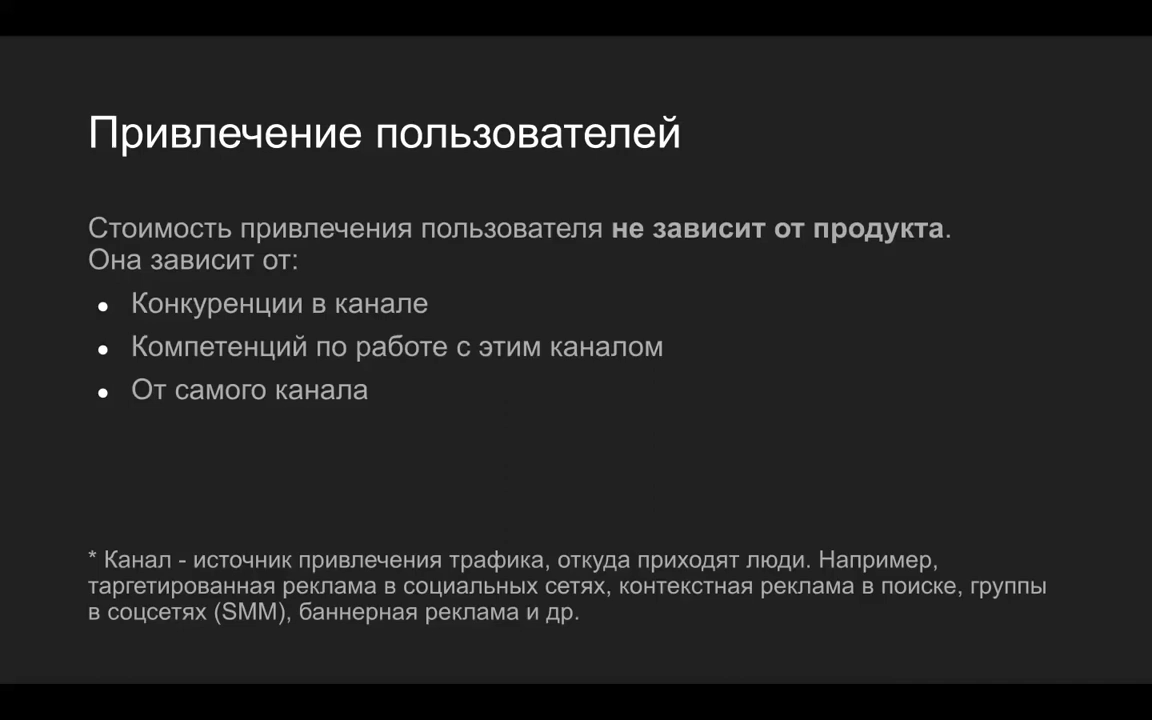 Привлечение пользователей
Стоимость привлечения пользователя не зависит от продукта.
Она зависит от:
● Конкуренции в канале
● Компетенций по работе с этим каналом
● От самого канала
* Канал - источник привлечения трафика, откуда приходят люди. Например,
таргетированная реклама в социальных сетях, контекстная реклама в поиске, группы
в соцсетях (SMM), баннерная реклама и др.